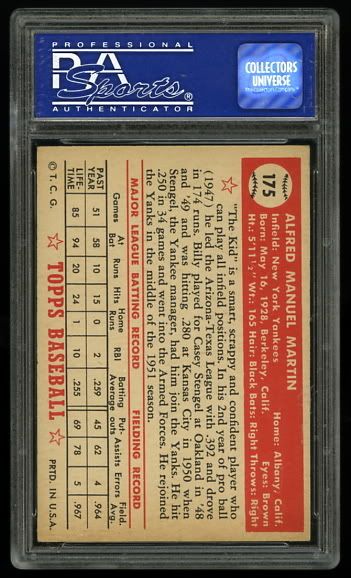 PROFESSIONAL
PSA
Sports
®
AUTHENTICATOR
COLLECTORS
UNIVERSE
175
ALFRED MANUEL MARTIN
Infield: New York Yankees Home: Albany, Calif.
Born: May 16, 1928, Berkeley, Calif. Eyes: Brown
Ht.: 5'11½" Wt.: 165 Hair: Black Bats: Right Throws: Right
"The Kid" is a smart, scrappy and confident player who
can play all infield positions. In his 2nd year of pro ball
(1947) he led the Arizona-Texas League with .392 and drove
in 174 runs. Billy played for Casey Stengel at Oakland in '48
and '49 and was hitting .280 at Kansas City in 1950 when
Stengel, the Yankee manager, had him join the Yanks. He hit
.250 in 34 games and went into the Armed Forces. He rejoined
the Yanks in the middle of the 1951 season.
MAJOR LEAGUE BATTING RECORD FIELDING RECORD
Games At Bat Runs Hits Home Runs RBI Batting Average Put-outs Assists Errors Field. Avg.
PAST YEAR 51 58 10 15 0 2 .259 45 62 4 .964
LIFE-TIME 85 94 20 24 1 10 .255 69 78 5 .967
© T. C. G. TOPPS BASEBALL PRTD. IN U.S.A.